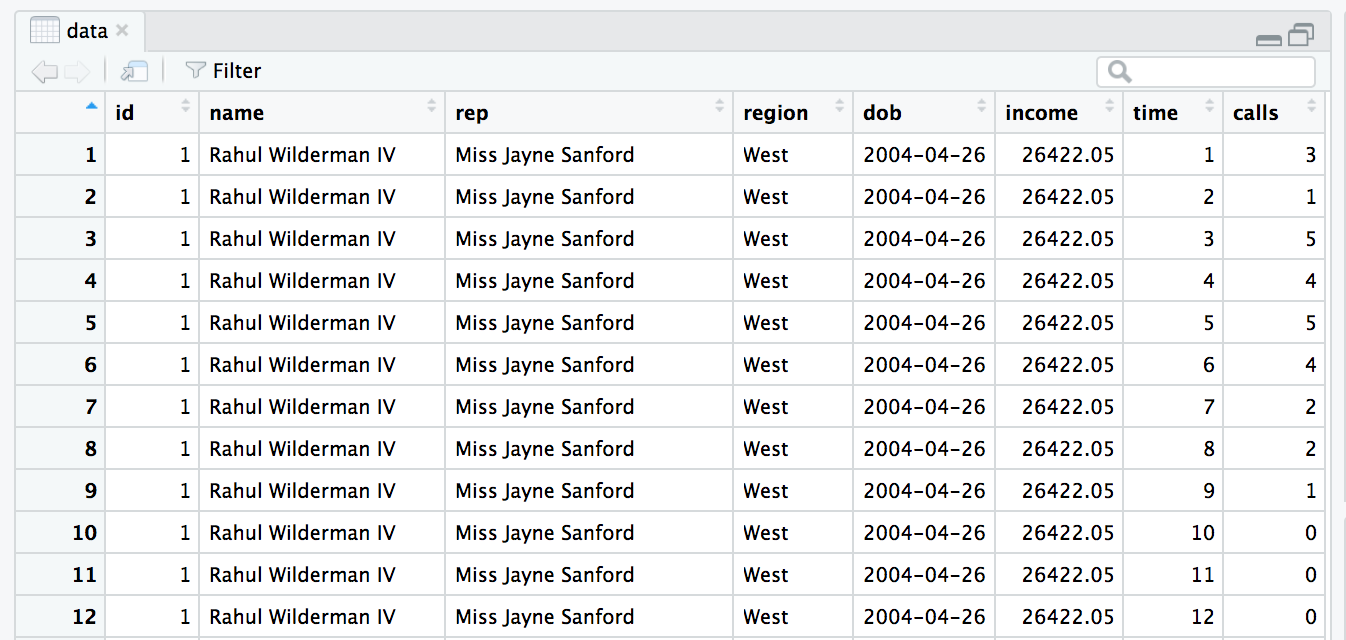 data
Filter
id name rep region dob income time calls
1 1 Rahul Wilderman IV Miss Jayne Sanford West 2004-04-26 26422.05 1 3
2 1 Rahul Wilderman IV Miss Jayne Sanford West 2004-04-26 26422.05 2 1
3 1 Rahul Wilderman IV Miss Jayne Sanford West 2004-04-26 26422.05 3 5
4 1 Rahul Wilderman IV Miss Jayne Sanford West 2004-04-26 26422.05 4 4
5 1 Rahul Wilderman IV Miss Jayne Sanford West 2004-04-26 26422.05 5 5
6 1 Rahul Wilderman IV Miss Jayne Sanford West 2004-04-26 26422.05 6 4
7 1 Rahul Wilderman IV Miss Jayne Sanford West 2004-04-26 26422.05 7 2
8 1 Rahul Wilderman IV Miss Jayne Sanford West 2004-04-26 26422.05 8 2
9 1 Rahul Wilderman IV Miss Jayne Sanford West 2004-04-26 26422.05 9 1
10 1 Rahul Wilderman IV Miss Jayne Sanford West 2004-04-26 26422.05 10 0
11 1 Rahul Wilderman IV Miss Jayne Sanford West 2004-04-26 26422.05 11 0
12 1 Rahul Wilderman IV Miss Jayne Sanford West 2004-04-26 26422.05 12 0